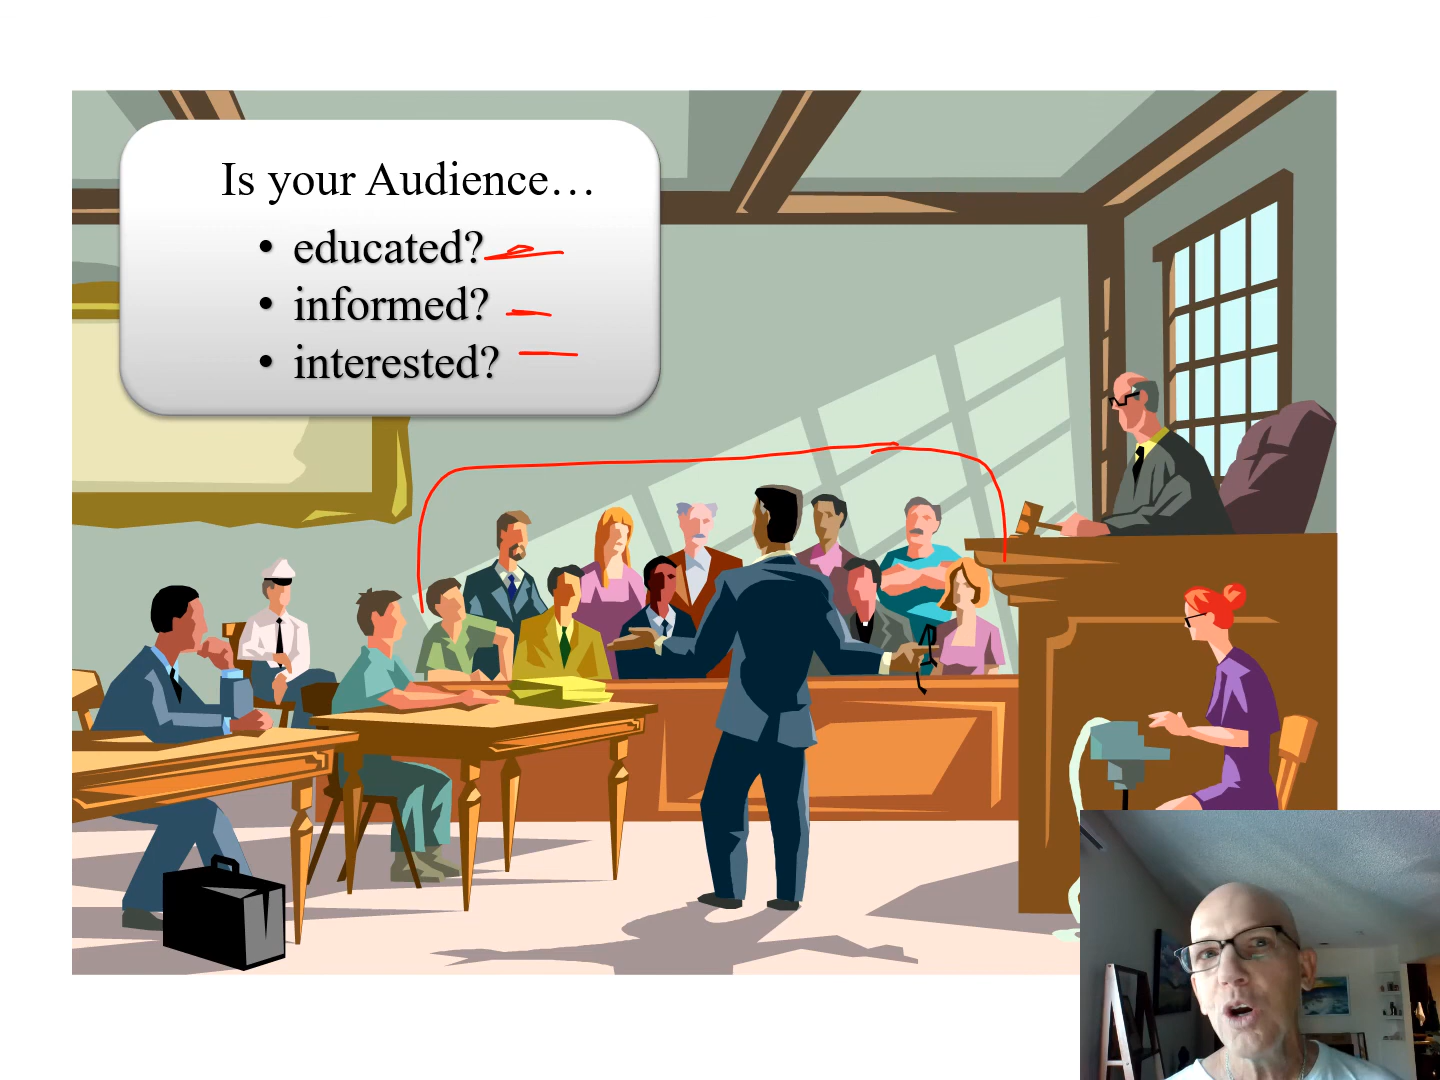 Is your Audience…
• educated?
• informed?
• interested?